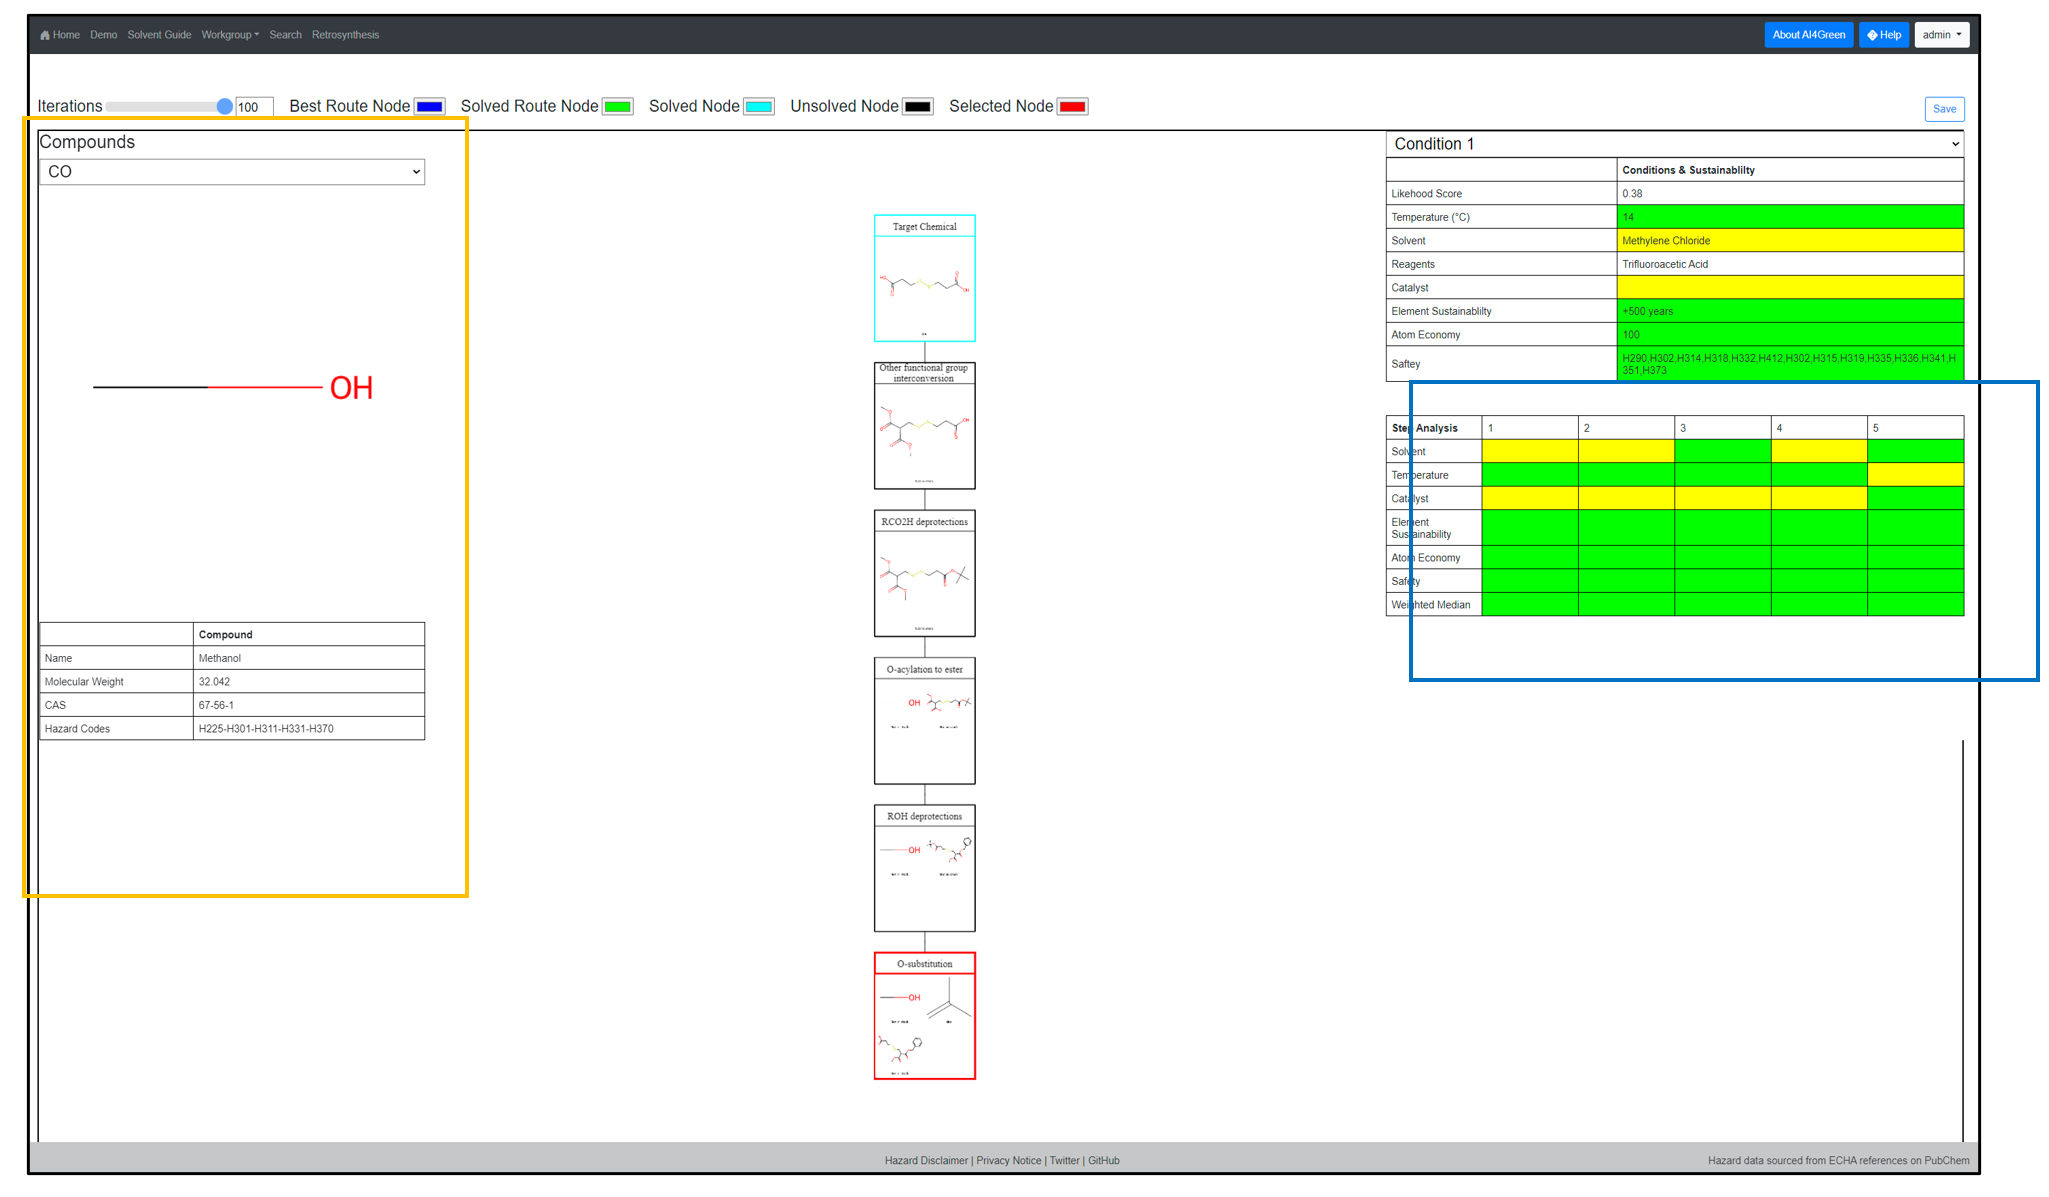 Home Demo Solvent Guide Workgroup Search Retrosynthesis About AI4Green Help admin
Iterations 100 Best Route Node Solved Route Node Solved Node Unsolved Node Selected Node Save
Compounds
CO
OH
Compound
Name Methanol
Molecular Weight 32.042
CAS 67-56-1
Hazard Codes H225-H301-H311-H331-H370
Target Chemical
HO
O
O
OH
Other functional group
interconversion
RCO2H deprotections
O-acylation to ester
OH
ROH deprotections
OH
O-substitution
OH
Condition 1
Conditions & Sustainablilty
Likehood Score 0.38
Temperature (°C) 14
Solvent Methylene Chloride
Reagents Trifluoroacetic Acid
Catalyst
Element Sustainablilty +500 years
Atom Economy 100
Saftey H290,H302,H314,H318,H332,H412,H302,H315,H319,H335,H336,H341,H
351,H373
Step Analysis 1 2 3 4 5
Solvent
Temperature
Catalyst
Element
Sustainability
Atom Economy
Safety
Weighted Median
Hazard Disclaimer | Privacy Notice | Twitter | GitHub
Hazard data sourced from ECHA references on PubChem